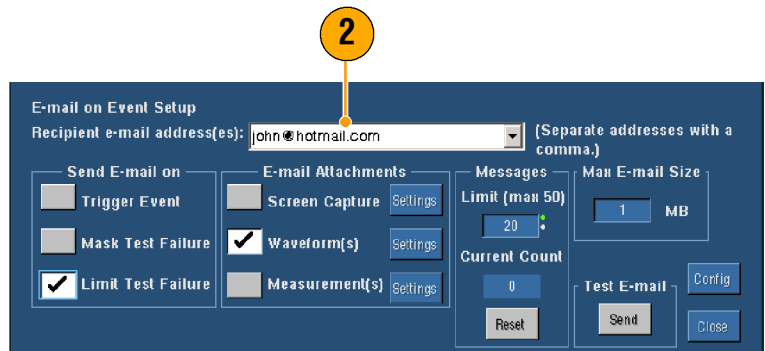 2
E-mail on Event Setup
Recipient e-mail address(es): john@hotmail.com (Separate addresses with a comma.)
Send E-mail on
Trigger Event
Mask Test Failure
Limit Test Failure
E-mail Attachments
Screen Capture Settings
Waveform(s) Settings
Measurement(s) Settings
Messages
Limit (max 50)
20
Current Count
0
Reset
Max E-mail Size
1 MB
Test E-mail
Send
Config
Close